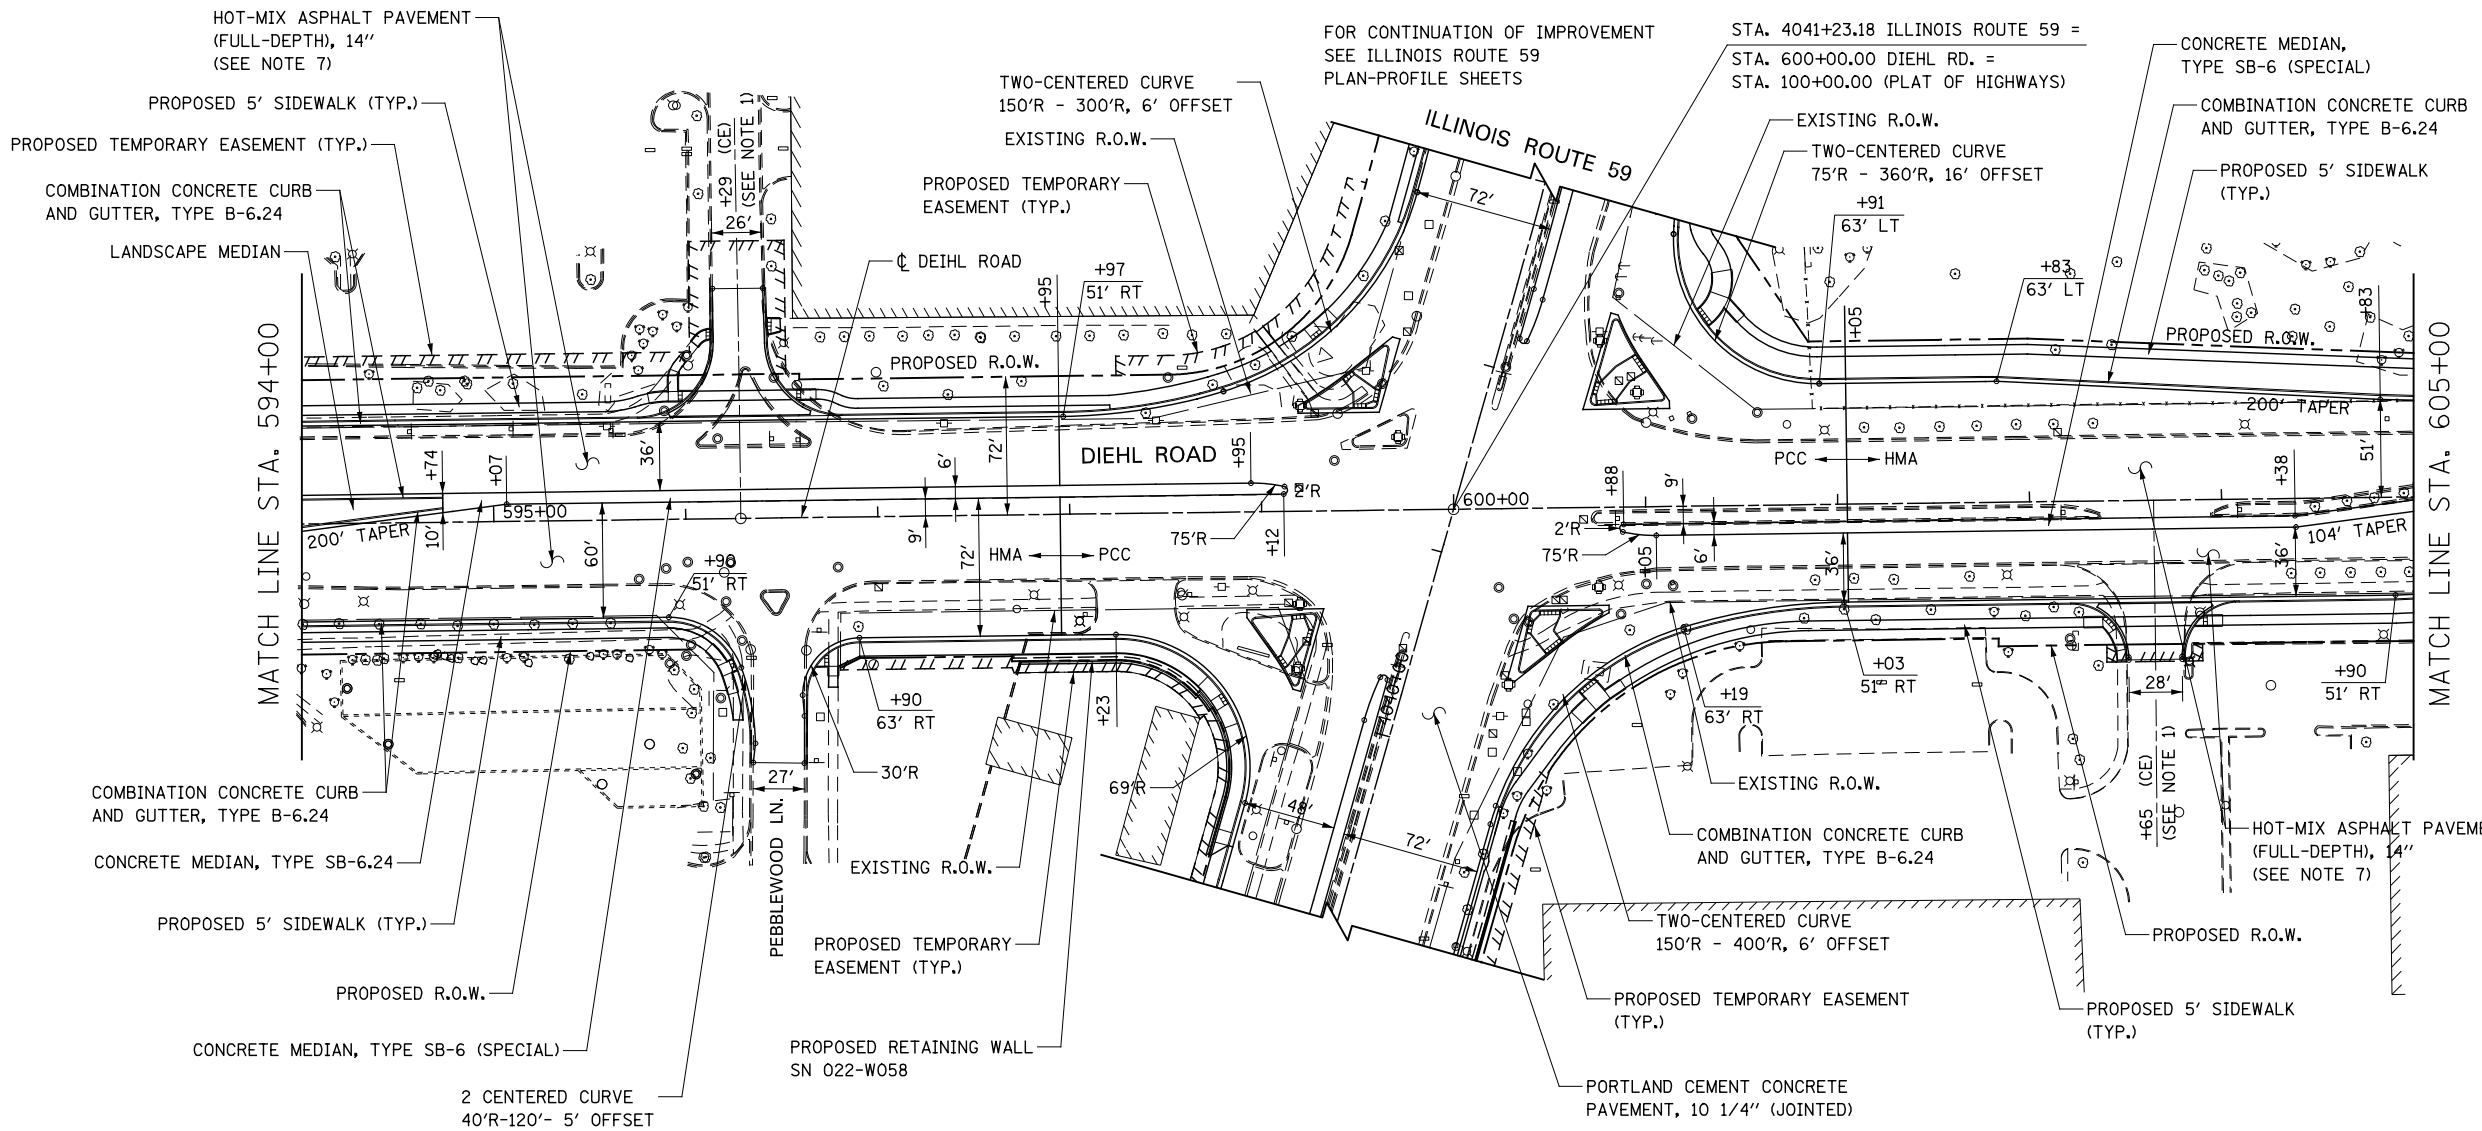 HOT-MIX ASPHALT PAVEMENT
(FULL-DEPTH), 14"
(SEE NOTE 7)
PROPOSED 5' SIDEWALK (TYP.)
PROPOSED TEMPORARY EASEMENT (TYP.)
COMBINATION CONCRETE CURB
AND GUTTER, TYPE B-6.24
LANDSCAPE MEDIAN
MATCH LINE STA. 594+00
+29 (CE)
(SEE NOTE 1)
26'
℄ DEIHL ROAD
TWO-CENTERED CURVE
150'R - 300'R, 6' OFFSET
EXISTING R.O.W.
PROPOSED TEMPORARY
EASEMENT (TYP.)
+95
+97
51' RT
PROPOSED R.O.W.
FOR CONTINUATION OF IMPROVEMENT
SEE ILLINOIS ROUTE 59
PLAN-PROFILE SHEETS
ILLINOIS ROUTE 59
72'
STA. 4041+23.18 ILLINOIS ROUTE 59 =
STA. 600+00.00 DIEHL RD. =
STA. 100+00.00 (PLAT OF HIGHWAYS)
EXISTING R.O.W.
TWO-CENTERED CURVE
75'R - 360'R, 16' OFFSET
+91
63' LT
+05
+83
63' LT
CONCRETE MEDIAN,
TYPE SB-6 (SPECIAL)
COMBINATION CONCRETE CURB
AND GUTTER, TYPE B-6.24
PROPOSED 5' SIDEWALK
(TYP.)
+83
PROPOSED R.O.W.
200' TAPER
51'
MATCH LINE STA. 605+00
+74
+07
36'
6'
72'
DIEHL ROAD
+95
2'R
600+00
+88
9'
PCC
HMA
+38
200' TAPER
10'
595+00
60'
9'
72'
HMA
PCC
75'R
+12
2'R
75'R
+05
6'
36'
36'
104' TAPER
+90
51' RT
+90
63' RT
+23
30'R
27'
PEBBLEWOOD LN.
69'R
48'
72'
+19
63' RT
+03
51' RT
28'
+65 (CE)
(SEE NOTE 1)
+90
51' RT
COMBINATION CONCRETE CURB
AND GUTTER, TYPE B-6.24
CONCRETE MEDIAN, TYPE SB-6.24
PROPOSED 5' SIDEWALK (TYP.)
PROPOSED R.O.W.
CONCRETE MEDIAN, TYPE SB-6 (SPECIAL)
2 CENTERED CURVE
40'R-120'- 5' OFFSET
EXISTING R.O.W.
PROPOSED TEMPORARY
EASEMENT (TYP.)
PROPOSED RETAINING WALL
SN 022-W058
EXISTING R.O.W.
COMBINATION CONCRETE CURB
AND GUTTER, TYPE B-6.24
TWO-CENTERED CURVE
150'R - 400'R, 6' OFFSET
PROPOSED TEMPORARY EASEMENT
(TYP.)
PORTLAND CEMENT CONCRETE
PAVEMENT, 10 1/4" (JOINTED)
HOT-MIX ASPHALT PAVEME
(FULL-DEPTH), 14"
(SEE NOTE 7)
PROPOSED R.O.W.
PROPOSED 5' SIDEWALK
(TYP.)